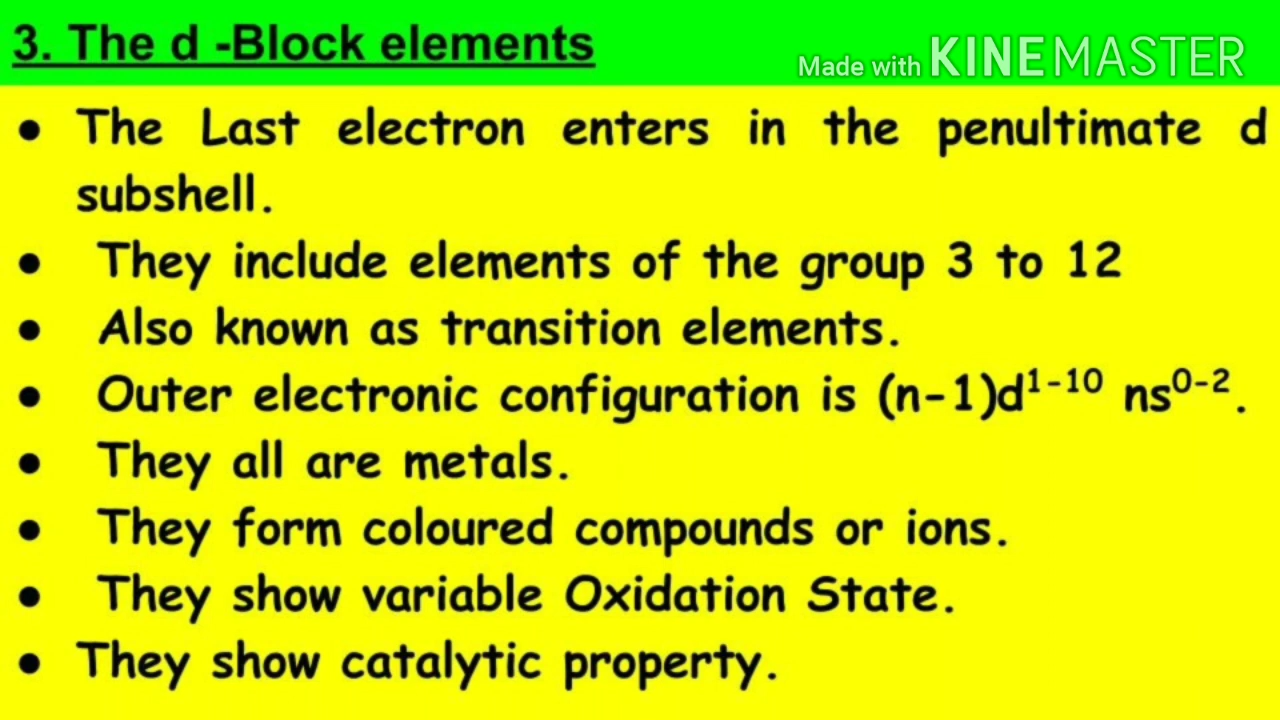 3. The d -Block elements
Made with KINEMASTER
● The Last electron enters in the penultimate d
subshell.
● They include elements of the group 3 to 12
● Also known as transition elements.
● Outer electronic configuration is (n-1)d¹⁻¹⁰ ns⁰⁻².
● They all are metals.
● They form coloured compounds or ions.
● They show variable Oxidation State.
● They show catalytic property.